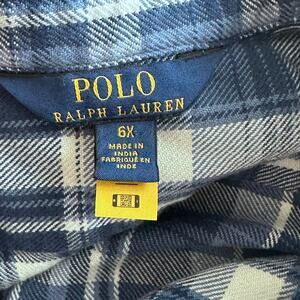 POLO
RALPH LAUREN
6X
MADE IN
INDIA
FABRIQUÉ EN
INDE